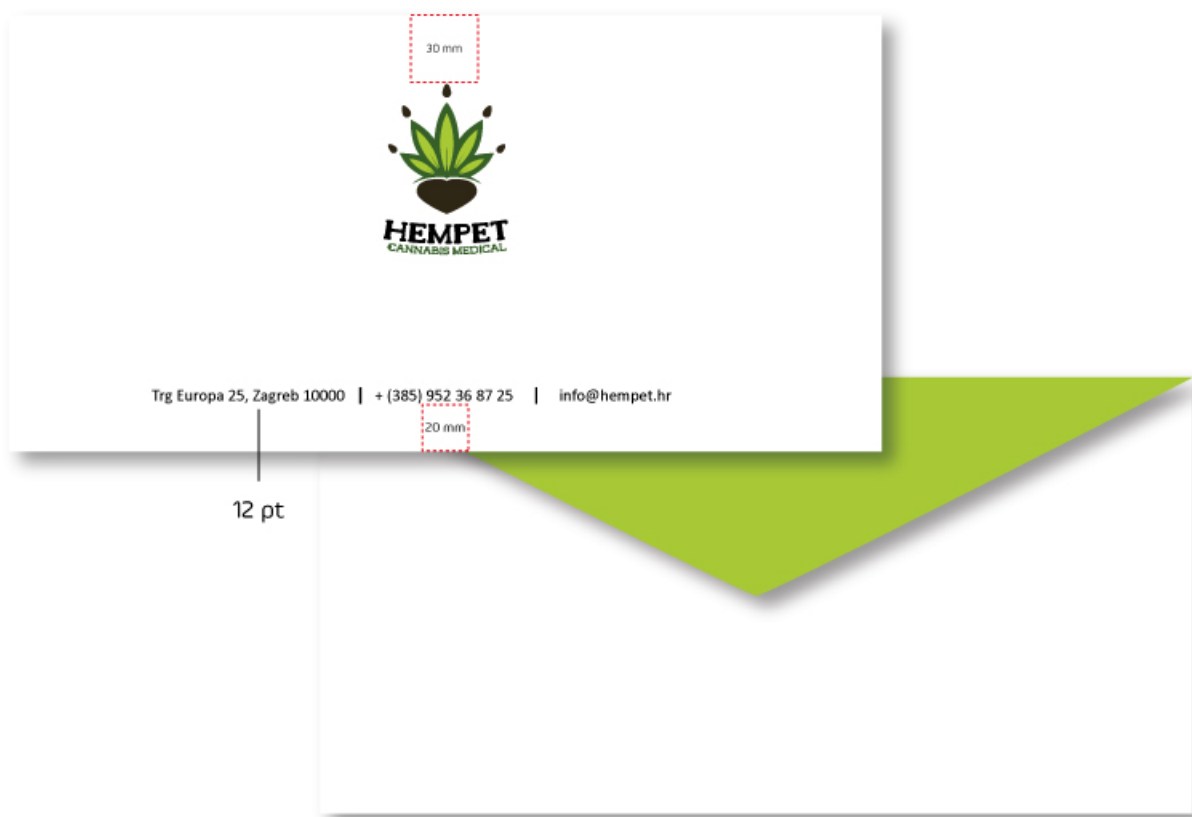 30 mm
HEMPET
CANNABIS MEDICAL
Trg Europa 25, Zagreb 10000 | + (385) 952 36 87 25 | info@hempet.hr
20 mm
12 pt